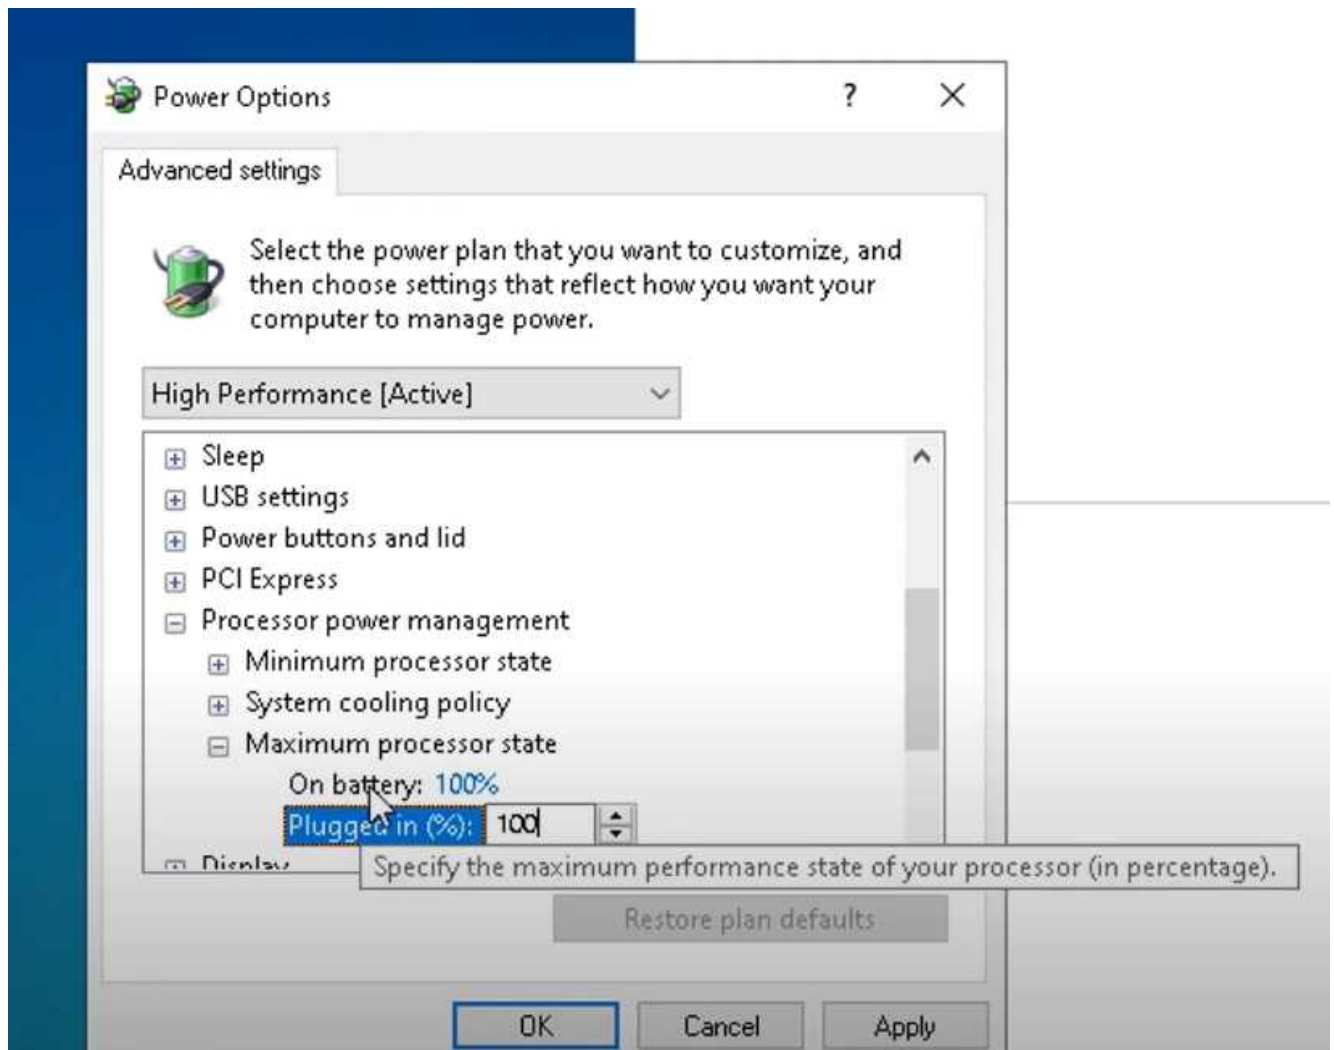 Power Options
?
Advanced settings
Select the power plan that you want to customize, and
then choose settings that reflect how you want your
computer to manage power.
High Performance [Active]
Sleep
USB settings
Power buttons and lid
PCI Express
Processor power management
Minimum processor state
System cooling policy
Maximum processor state
On battery: 100%
Plugged in (%): 100
Display
Specify the maximum performance state of your processor (in percentage).
Restore plan defaults
OK Cancel Apply